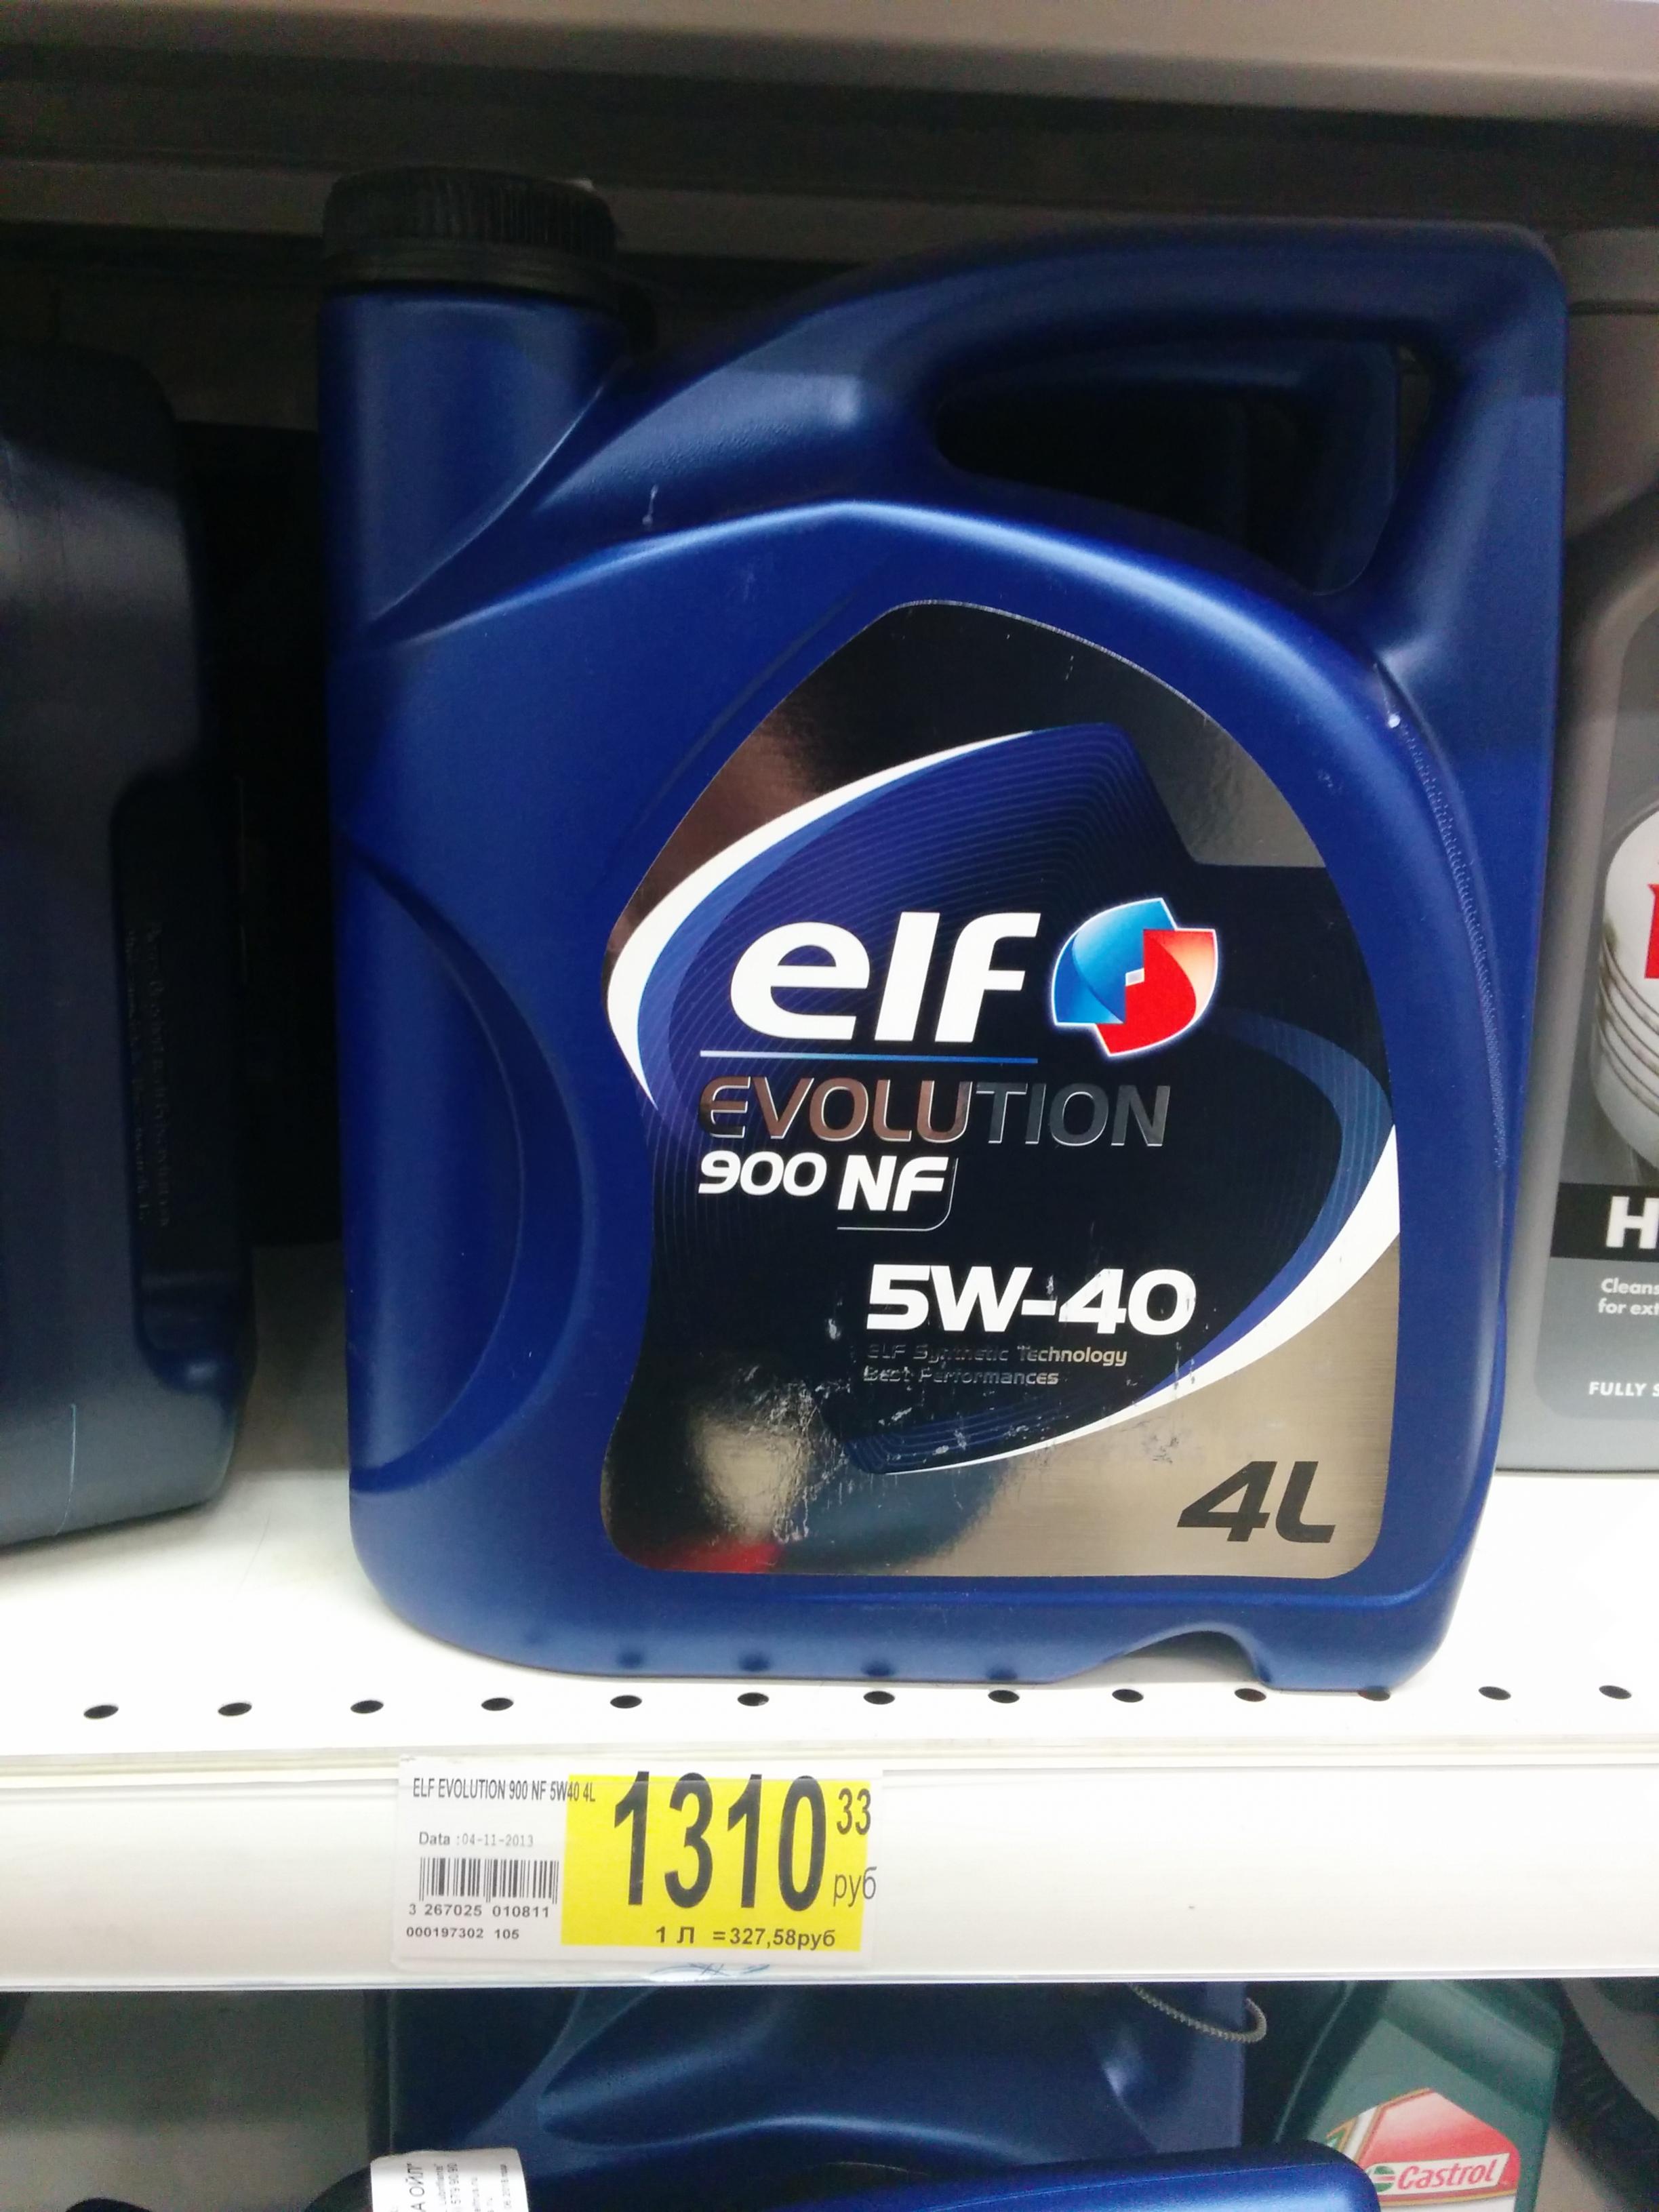 elf
EVOLUTION
900 NF
5W-40
ELF Synthetic Technology
Best Performances
4L
H
Cleans
for ext
FULLY S
ELF EVOLUTION 900 NF 5W40 4L
1310 33
руб
Data :04-11-2013
3 267025 010811
000197302 105
1 Л =327,58руб
Castrol